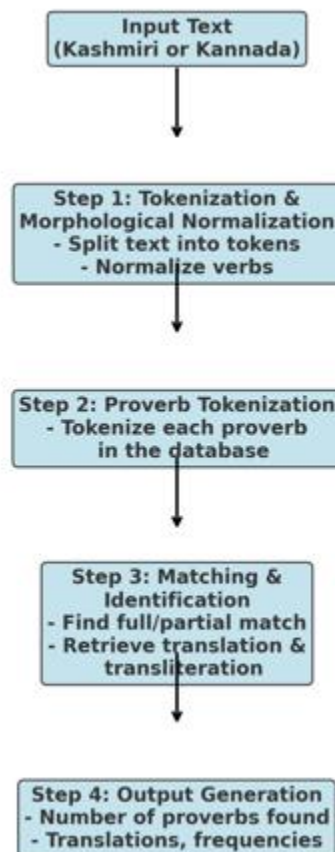 Input Text
(Kashmiri or Kannada)
Step 1: Tokenization &
Morphological Normalization
- Split text into tokens
- Normalize verbs
Step 2: Proverb Tokenization
- Tokenize each proverb
in the database
Step 3: Matching &
Identification
- Find full/partial match
- Retrieve translation &
transliteration
Step 4: Output Generation
- Number of proverbs found
- Translations, frequencies